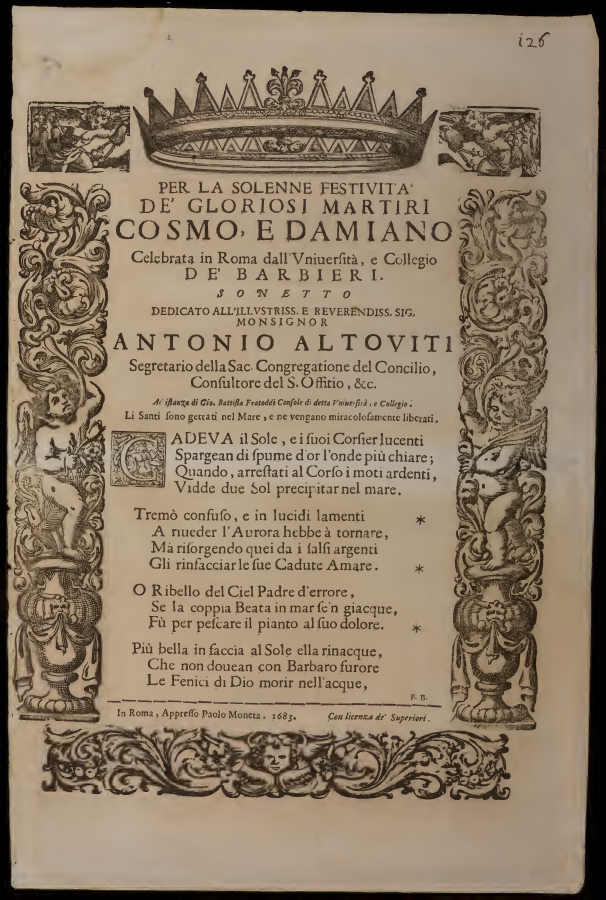 i26
PER LA SOLENNE FESTIVITA'
DE' GLORIOSI MARTIRI
COSMO, E DAMIANO
Celebrata in Roma dall'Vniuerſità, e Collegio
DE' BARBIERI.
SONETTO
DEDICATO ALL'ILLVSTRISS. E REVERENDISS. SIG.
MONSIGNOR
ANTONIO ALTOVITI
Segretario della Sac. Congregatione del Concilio,
Conſultore del S. Offitio, &c.
Ad iſtanza di Gio. Battiſta Fratoddi Conſole di detta Vniuerſità, e Collegio.
Li Santi ſono gettati nel Mare, e ne vengano miracoloſamente liberati.
CADEVA il Sole, e i ſuoi Corſier lucenti
Spargean di ſpume d'or l'onde più chiare;
Quando, arreſtati al Corſo i moti ardenti,
Vidde due Sol precipitar nel mare.
Tremò confuſo, e in lucidi lamenti *
A riueder l'Aurora hebbe à tornare,
Mà riſorgendo quei da i ſalſi argenti
Gli rinfacciar le ſue Cadute Amare. *
O Ribello del Ciel Padre d'errore,
Se la coppia Beata in mar ſe'n giacque,
Fù per peſcare il pianto al ſuo dolore. *
Più bella in faccia al Sole ella rinacque,
Che non douean con Barbaro furore
Le Fenici di Dio morir nell'acque,
F. B.
In Roma, Appreſſo Paolo Moneta. 1683. Con licenza de' Superiori.